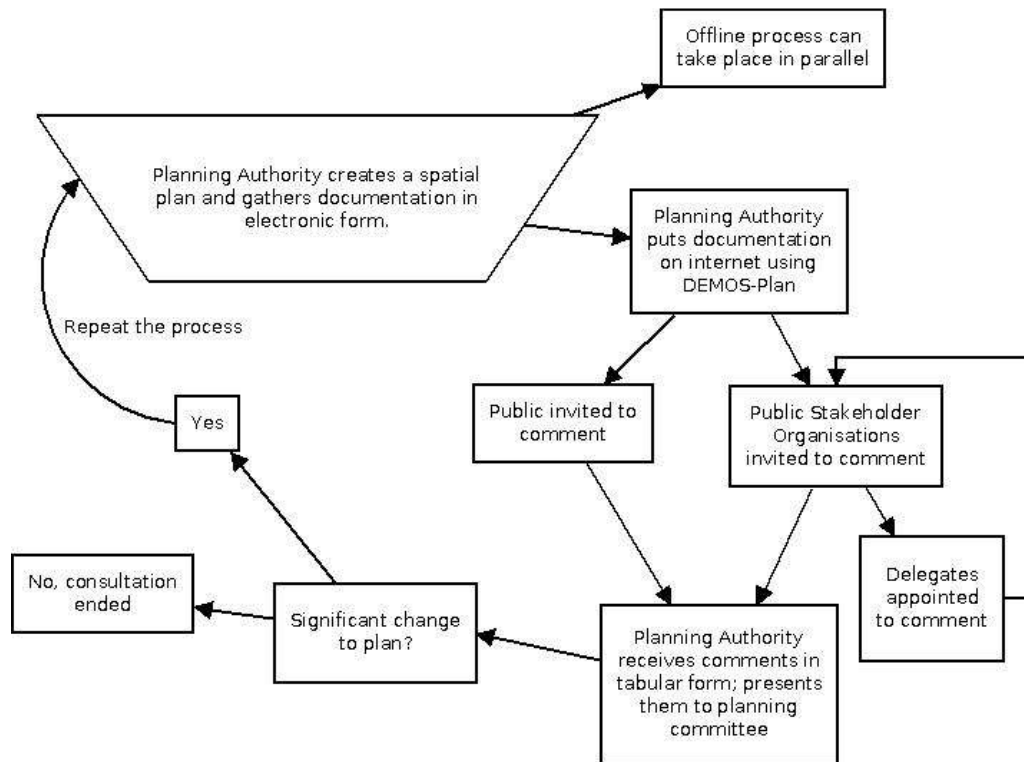 Offline process can
take place in parallel
Planning Authority creates a spatial
plan and gathers documentation in
electronic form.
Planning Authority
puts documentation
on internet using
DEMOS-Plan
Repeat the process
Public invited to
comment
Public Stakeholder
Organisations
invited to comment
Yes
No, consultation
ended
Significant change
to plan?
Planning Authority
receives comments in
tabular form; presents
them to planning
committee
Delegates
appointed
to comment